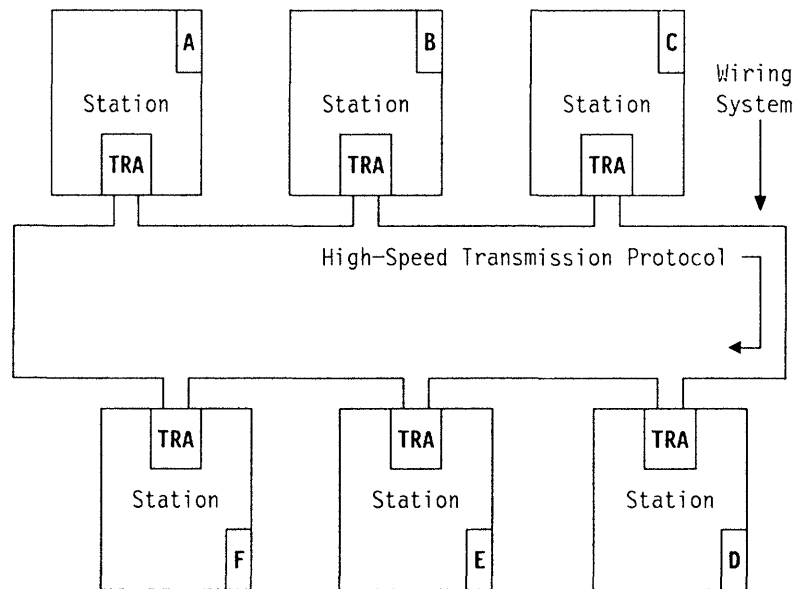 A
B
C
Station
Station
Station
Wiring
System
TRA
TRA
TRA
High-Speed Transmission Protocol
TRA
TRA
TRA
Station
Station
Station
F
E
D